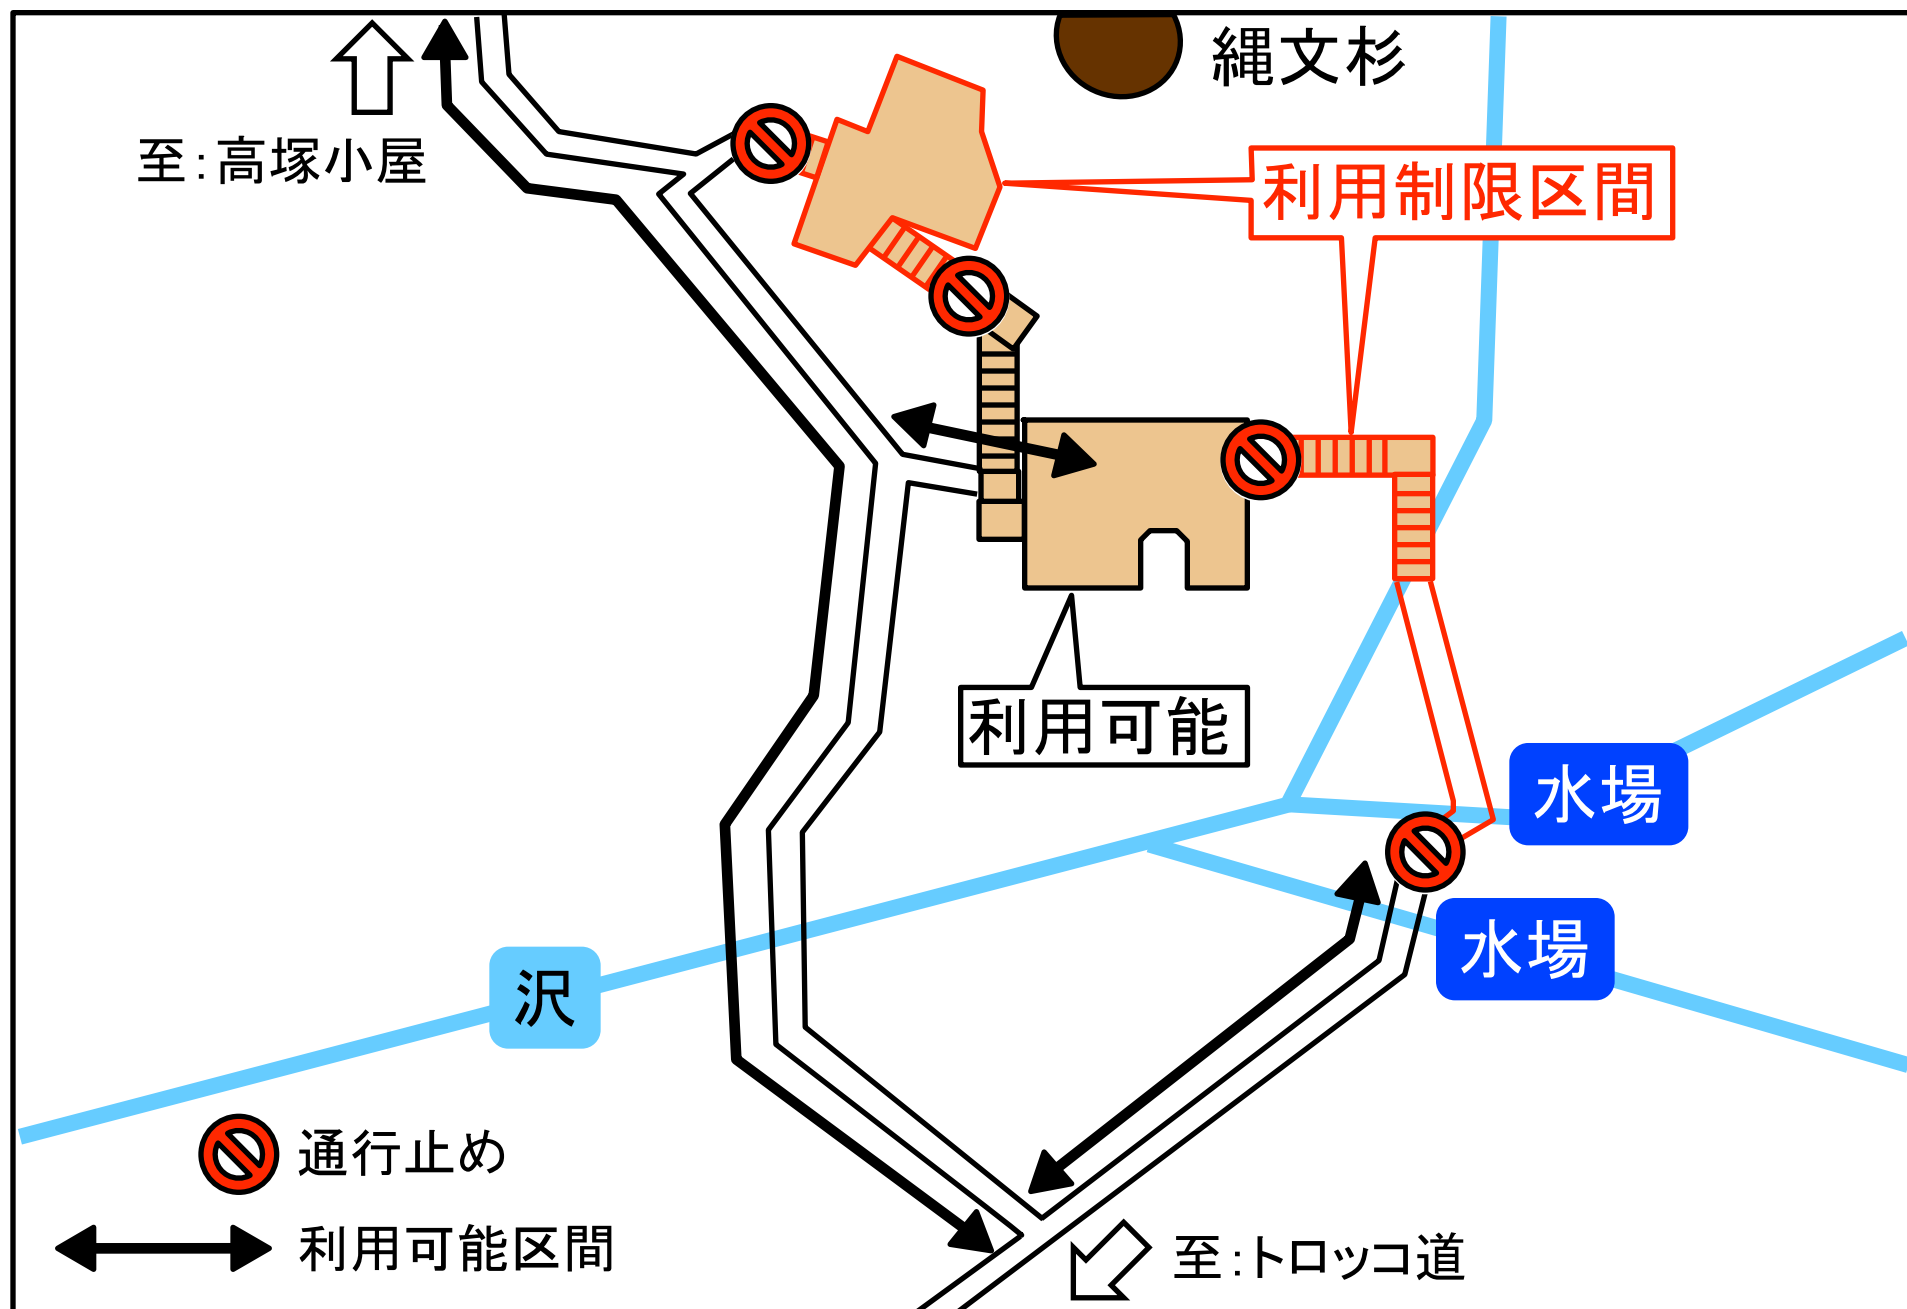 縄文杉
至:高塚小屋
利用制限区間
利用可能
水場
水場
沢
通行止め
利用可能区間
至:トロッコ道